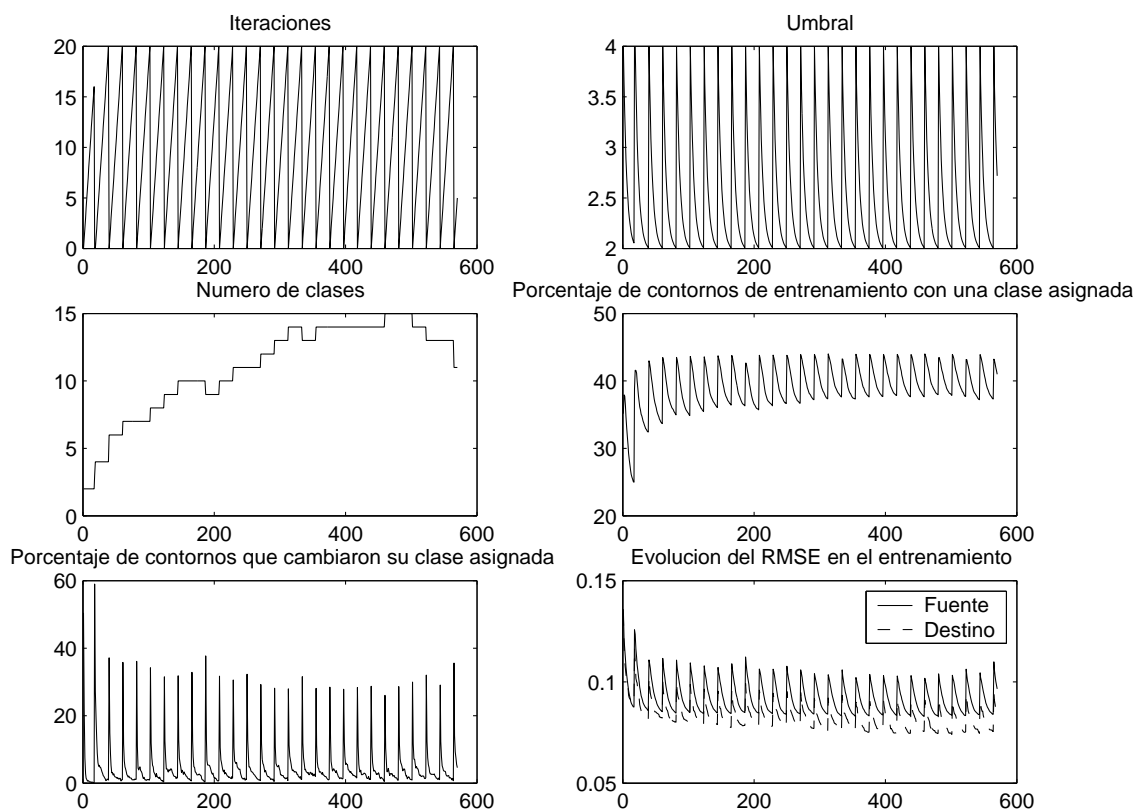 Iteraciones
20
15
10
5
0
0 200 400 600
Umbral
4
3.5
3
2.5
2
0 200 400 600
Numero de clases
15
10
5
0
0 200 400 600
Porcentaje de contornos de entrenamiento con una clase asignada
50
40
30
20
0 200 400 600
Porcentaje de contornos que cambiaron su clase asignada
60
40
20
0
0 200 400 600
Evolucion del RMSE en el entrenamiento
0.15
0.1
0.05
0 200 400 600
Fuente
Destino